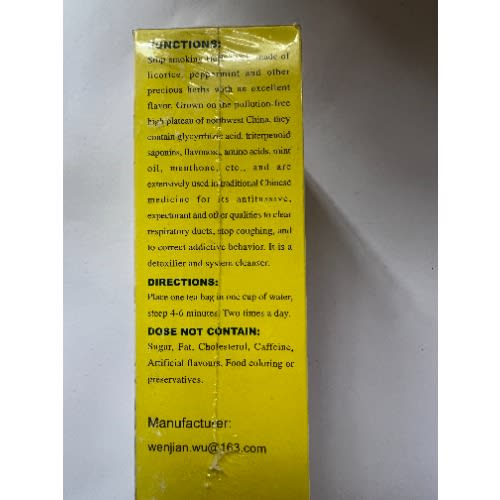 FUNCTIONS:
Stop smoking made of
licorice, peppermint and other
precious herbs with an excellent
flavor. Grown on the pollution-free
high plateau of northwest China, they
contain glycyrrhizic acid, triterpenoid
saponins, flavonoid, amino acids, mint
oil, menthone, etc., and are
extensively used in traditional Chinese
medicine for its antitussive,
expectorant and other qualities to clear
respiratory ducts, stop coughing, and
to correct addictive behavior. It is a
detoxifier and system cleanser.
DIRECTIONS:
Place one tea bag in one cup of water,
steep 4-6 minutes. Two times a day.
DOSE NOT CONTAIN:
Sugar, Fat, Cholesterol, Caffeine,
Artificial flavours. Food coloring or
preservatives.
Manufacturer:
wenjian.wu@163.com